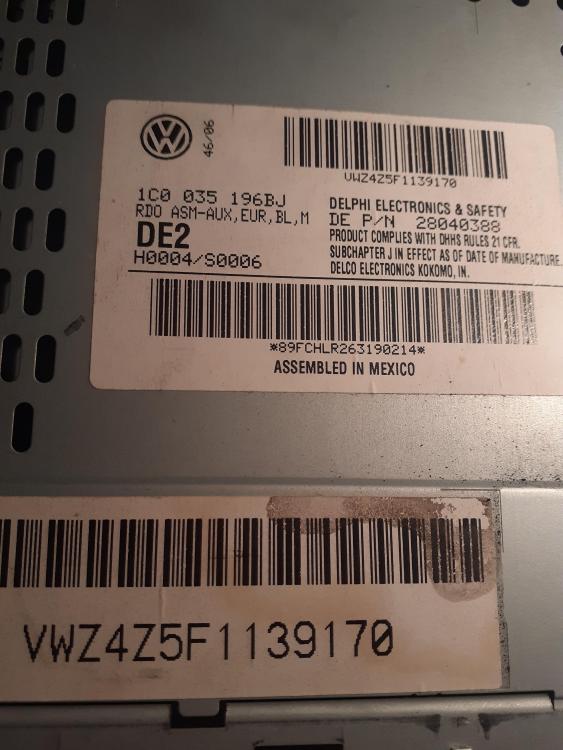 46/06
VWZ4Z5F1139170
1C0 035 196BJ
RDO ASM-AUX,EUR,BL,M
DE2
H0004/S0006
DELPHI ELECTRONICS & SAFETY
DE P/N 28040388
PRODUCT COMPLIES WITH DHHS RULES 21 CFR.
SUBCHAPTER J IN EFFECT AS OF DATE OF MANUFACTURE.
DELCO ELECTRONICS KOKOMO, IN.
*89FCHLR263190214*
ASSEMBLED IN MEXICO
VWZ4Z5F1139170